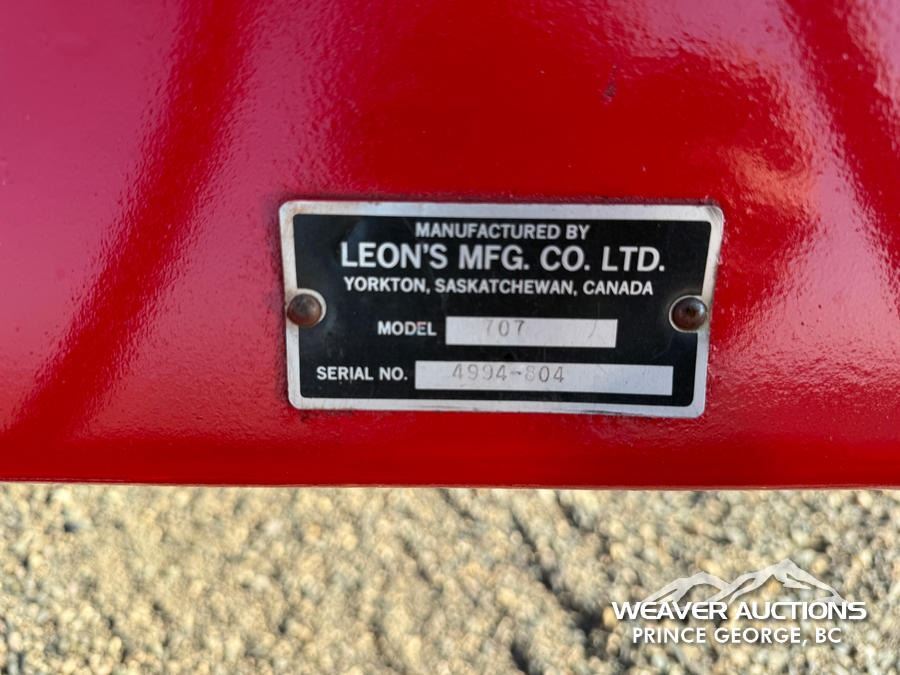 MANUFACTURED BY
LEON'S MFG. CO. LTD.
YORKTON, SASKATCHEWAN, CANADA
MODEL 707
SERIAL NO. 4994-804
WEAVER AUCTIONS
PRINCE GEORGE, BC